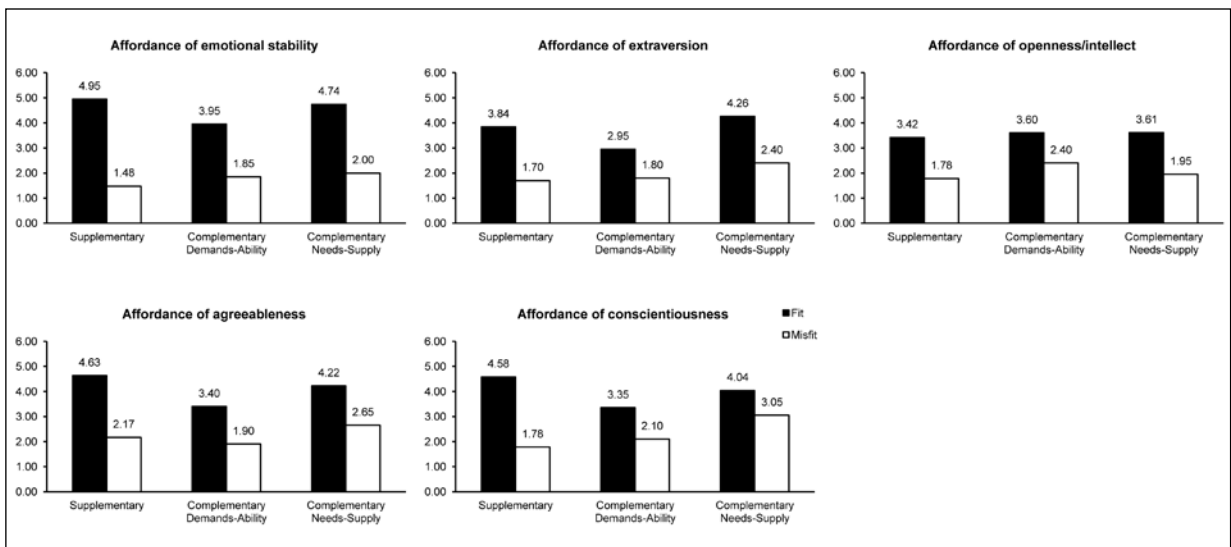 Affordance of emotional stability
6.00
5.00
4.00
3.00
2.00
1.00
0.00
4.95
1.48
3.95
1.85
4.74
2.00
Supplementary
Complementary
Demands-Ability
Complementary
Needs-Supply
Affordance of extraversion
6.00
5.00
4.00
3.00
2.00
1.00
0.00
3.84
1.70
2.95
1.80
4.26
2.40
Supplementary
Complementary
Demands-Ability
Complementary
Needs-Supply
Affordance of openness/intellect
6.00
5.00
4.00
3.00
2.00
1.00
0.00
3.42
1.78
3.60
2.40
3.61
1.95
Supplementary
Complementary
Demands-Ability
Complementary
Needs-Supply
Affordance of agreeableness
6.00
5.00
4.00
3.00
2.00
1.00
0.00
4.63
2.17
3.40
1.90
4.22
2.65
Supplementary
Complementary
Demands-Ability
Complementary
Needs-Supply
Affordance of conscientiousness
6.00
5.00
4.00
3.00
2.00
1.00
0.00
4.58
1.78
3.35
2.10
4.04
3.05
Supplementary
Complementary
Demands-Ability
Complementary
Needs-Supply
Fit
Misfit